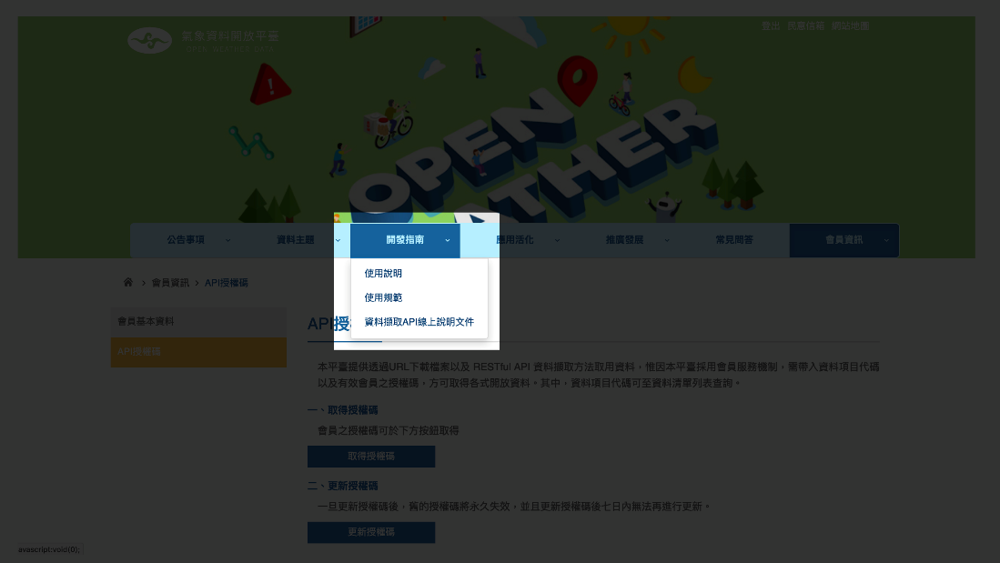 氣象資料開放平臺
OPEN WEATHER DATA
登出 民意信箱 網站地圖
OPEN
公告事項
資料主題
開發指南
應用活化
推廣發展
常見問答
會員資訊
使用說明
使用規範
資料擷取API線上說明文件
會員資訊 > API授權碼
會員基本資料
API授權碼
API授
本平臺提供透過URL下載檔案以及 RESTful API 資料擷取方法取用資料,惟因本平臺採用會員服務機制,需帶入資料項目代碼
以及有效會員之授權碼,方可取得各式開放資料。其中,資料項目代碼可至資料清單列表查詢。
一、取得授權碼
會員之授權碼可於下方按鈕取得
取得授權碼
二、更新授權碼
一旦更新授權碼後,舊的授權碼將永久失效,並且更新授權碼後七日內無法再進行更新。
更新授權碼
avascript:void(0);